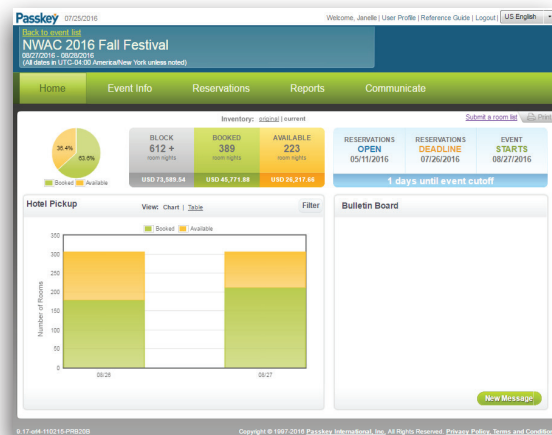 Passkey 07/25/2016
Welcome, Janelle | User Profile | Reference Guide | Logout | US English
Back to event list
NWAC 2016 Fall Festival
08/27/2016 - 08/28/2016
(All dates in UTC-04:00 America/New York unless noted)
Home Event Info Reservations Reports Communicate
Inventory: original | current
Submit a room list Print
36.4%
63.6%
Booked Available
BLOCK
612 +
room nights
USD 73,589.54
BOOKED
389
room nights
USD 45,771.88
AVAILABLE
223
room nights
USD 26,217.66
RESERVATIONS
OPEN
05/11/2016
RESERVATIONS
DEADLINE
07/26/2016
EVENT
STARTS
08/27/2016
1 days until event cutoff
Hotel Pickup
View: Chart | Table
Filter
Booked Available
Number of Rooms
350
300
250
200
150
100
50
0
08/26
08/27
Bulletin Board
New Message
Copyright © 1997-2016 Passkey International, Inc. All Rights Reserved. Privacy Policy, Terms and Condition